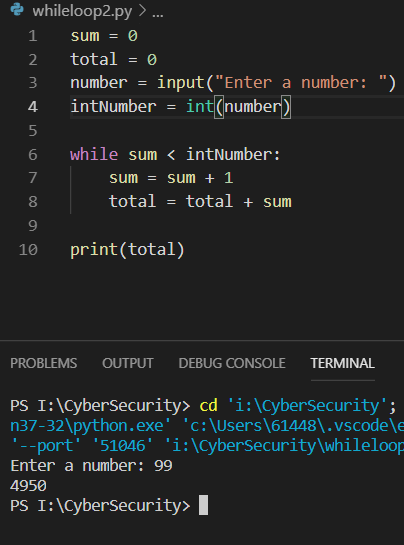 whileloop2.py > ...
1 sum = 0
2 total = 0
3 number = input("Enter a number: ")
4 intNumber = int(number)
5
6 while sum < intNumber:
7     sum = sum + 1
8     total = total + sum
9
10 print(total)
PROBLEMS OUTPUT DEBUG CONSOLE TERMINAL
PS I:\CyberSecurity> cd 'i:\CyberSecurity';
n37-32\python.exe' 'c:\Users\61448\.vscode\e
'--port' '51046' 'i:\CyberSecurity\whileloop
Enter a number: 99
4950
PS I:\CyberSecurity>